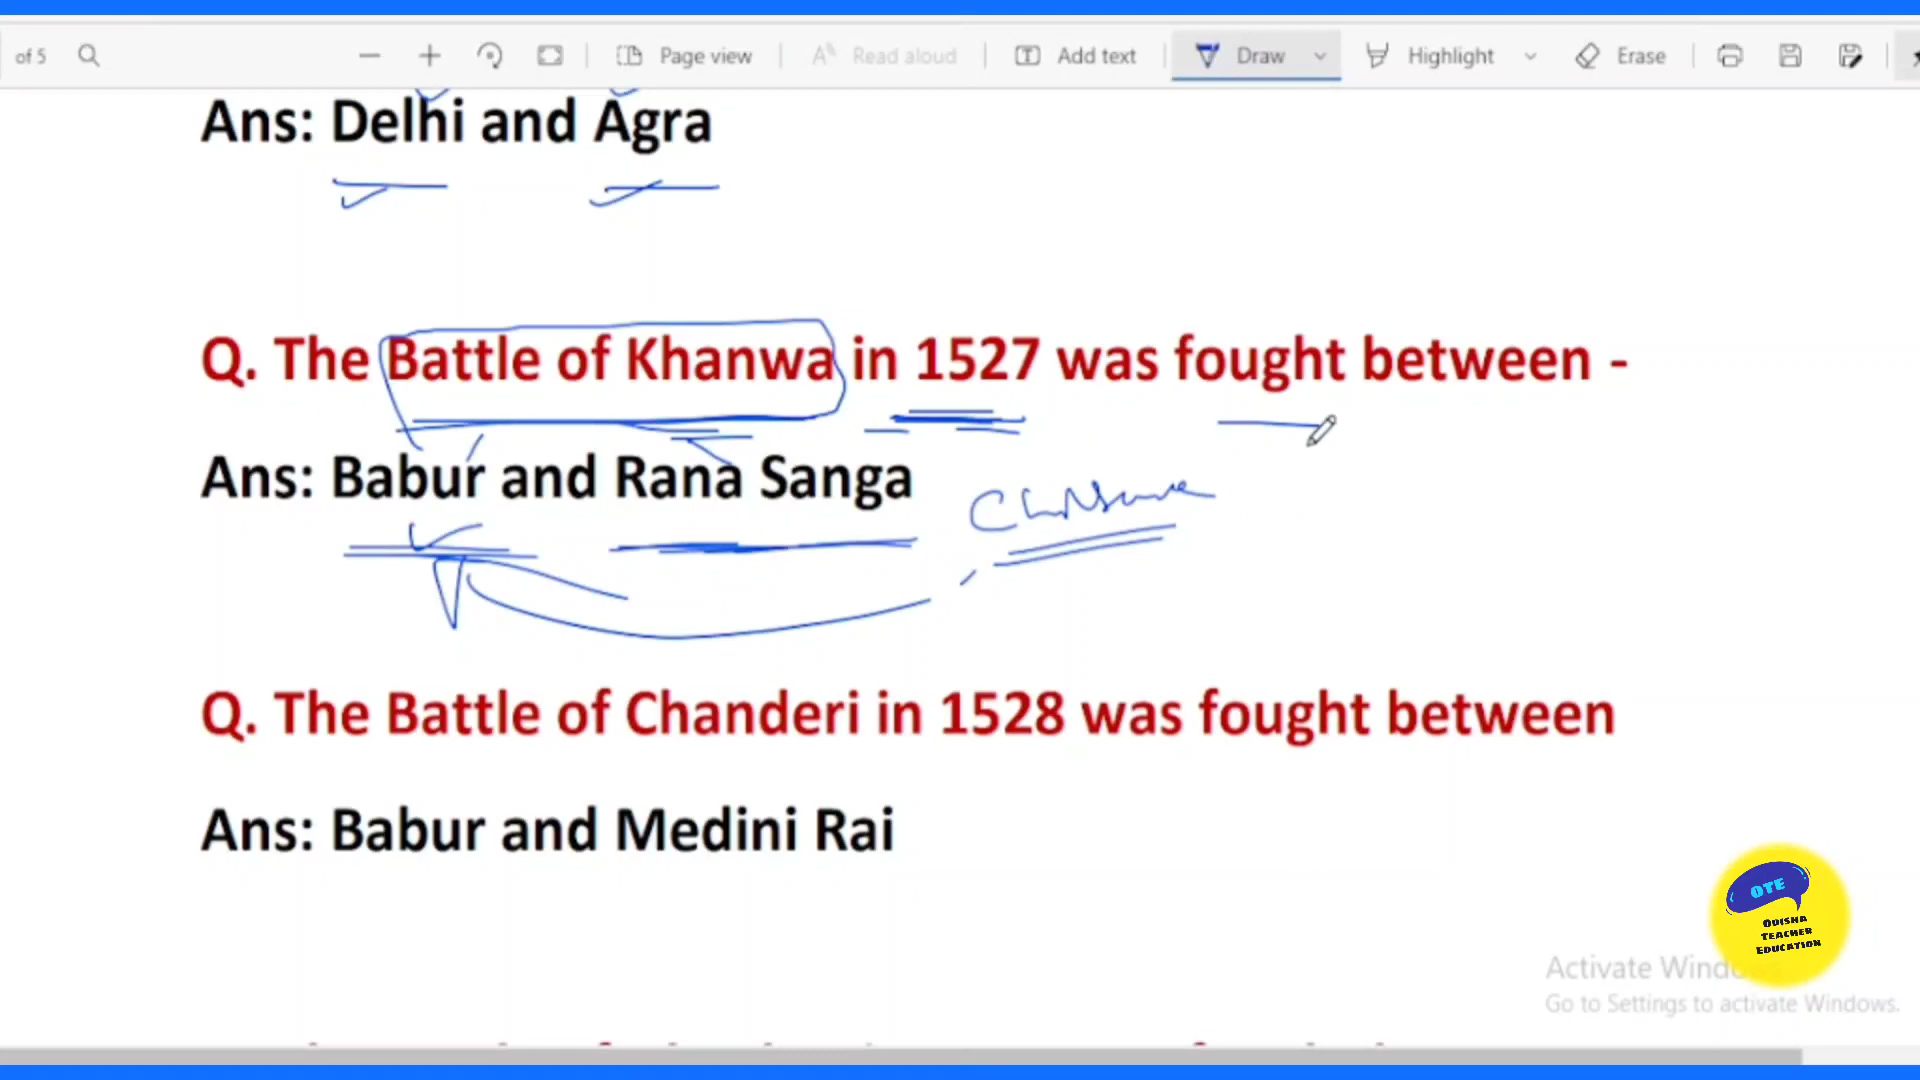 of 5
Page view
Read aloud
Add text
Draw
Highlight
Erase
Ans: Delhi and Agra
Q. The Battle of Khanwa in 1527 was fought between -
Ans: Babur and Rana Sanga
Q. The Battle of Chanderi in 1528 was fought between
Ans: Babur and Medini Rai
OTE
ODISHA
TEACHER
EDUCATION
Activate Wind
Go to Settings to activate Windows.